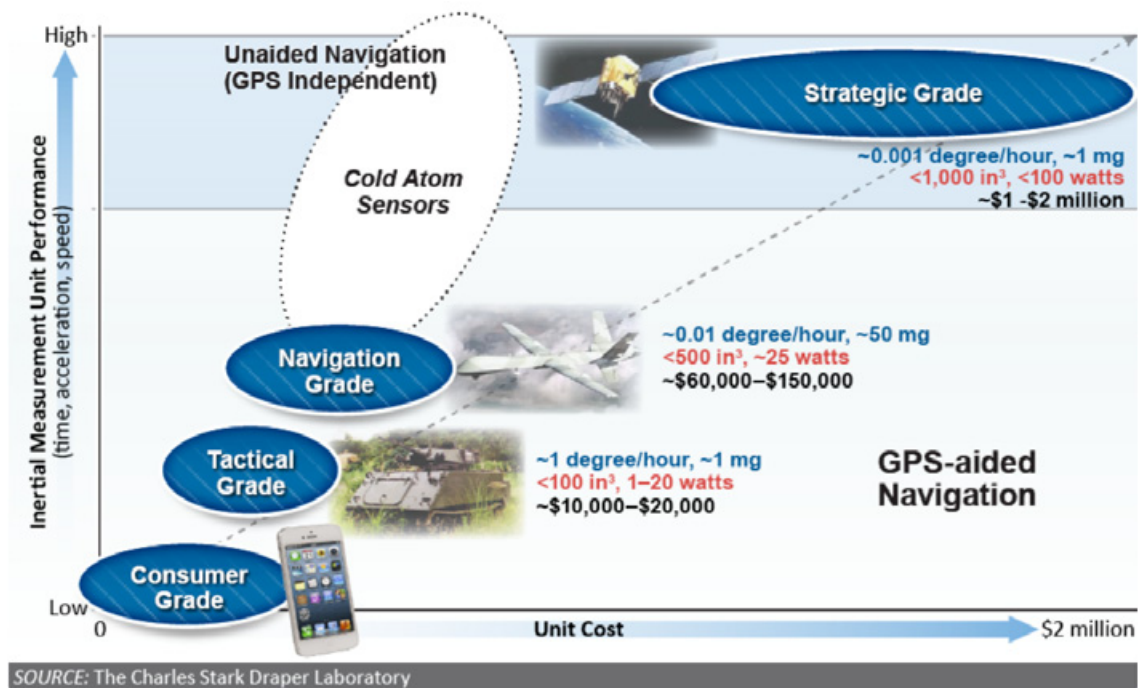 High
Unaided Navigation
(GPS Independent)
Strategic Grade
Cold Atom
Sensors
~0.001 degree/hour, ~1 mg
<1,000 in³, <100 watts
~$1 -$2 million
Inertial Measurement Unit Performance
(time, acceleration, speed)
Navigation
Grade
~0.01 degree/hour, ~50 mg
<500 in³, ~25 watts
~$60,000–$150,000
Tactical
Grade
~1 degree/hour, ~1 mg
<100 in³, 1–20 watts
~$10,000–$20,000
GPS-aided
Navigation
Consumer
Grade
Low
0
Unit Cost
$2 million
SOURCE: The Charles Stark Draper Laboratory